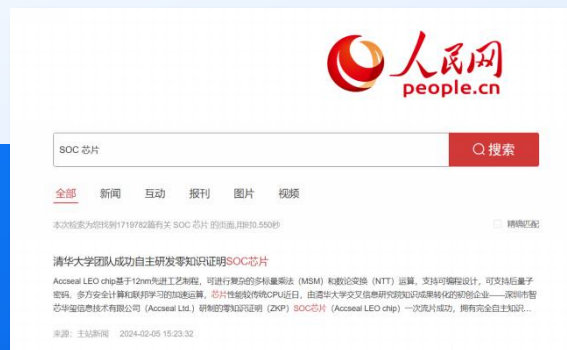 人民网
people.cn
SOC 芯片
搜索
全部 新闻 互动 报刊 图片 视频
本次检索为您找到1719782篇有关 SOC 芯片 的页面,用时0.550秒
精确匹配
清华大学团队成功自主研发零知识证明SOC芯片
Accseal LEO chip基于12nm先进工艺制程，可进行复杂的多标量乘法（MSM）和数论变换（NTT）运算，支持可编程设计，可支持后量子
密码、多方安全计算和联邦学习的加速运算，芯片性能较传统CPU近日，由清华大学交叉信息研究院知识成果转化的初创企业——深圳市智
芯华玺信息技术有限公司（Accseal Ltd.）研制的零知识证明（ZKP）SOC芯片（Accseal LEO chip）一次流片成功，拥有完全自主知识...
来源：主站新闻 2024-02-05 15:23:32